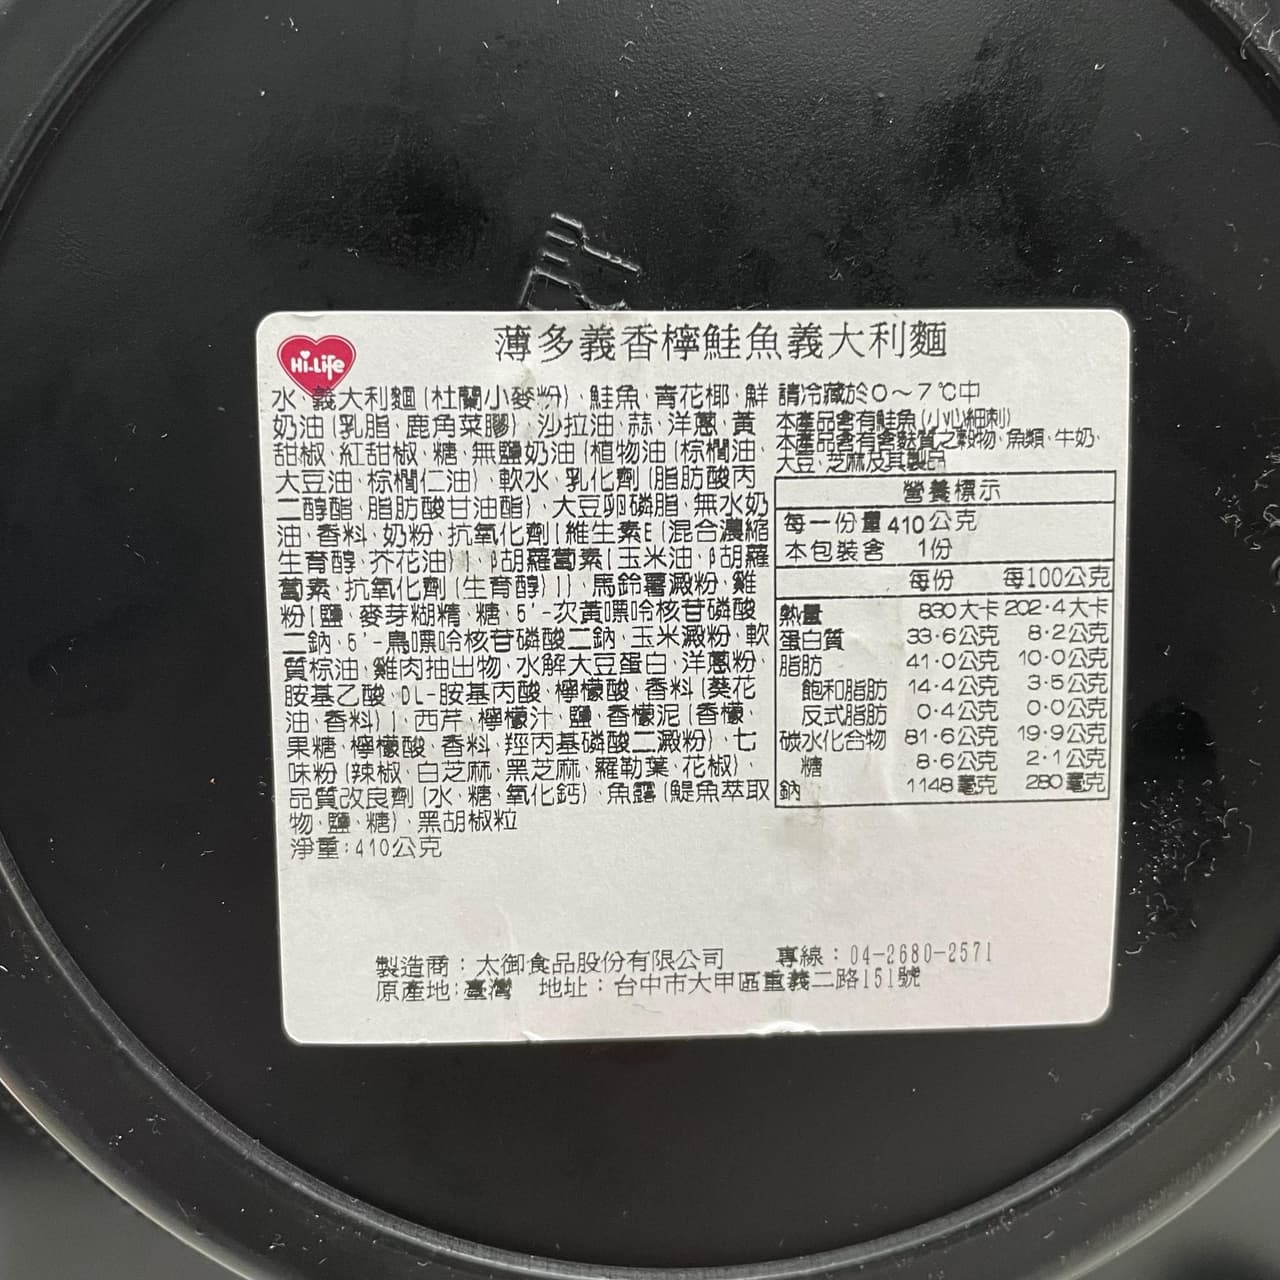 薄多義香檸鮭魚義大利麵
Hi-Life
水、義大利麵(杜蘭小麥粉)、鮭魚、青花椰、鮮
奶油(乳脂、鹿角菜膠)、沙拉油、蒜、洋蔥、黃
甜椒、紅甜椒、糖、無鹽奶油(植物油(棕櫚油、
大豆油、棕櫚仁油)、軟水、乳化劑(脂肪酸丙
二醇酯、脂肪酸甘油酯)、大豆卵磷脂、無水奶
油、香料、奶粉、抗氧化劑(維生素E(混合濃縮
生育醇、芥花油))、β胡蘿蔔素(玉米油、β胡蘿
蔔素、抗氧化劑(生育醇)))、馬鈴薯澱粉、雞
粉(鹽、麥芽糊精、糖、5'-次黃嘌呤核苷磷酸
二鈉、5'-鳥嘌呤核苷磷酸二鈉、玉米澱粉、軟
質棕油、雞肉抽出物、水解大豆蛋白、洋蔥粉、
胺基乙酸、DL-胺基丙酸、檸檬酸、香料(葵花
油、香料))、西芹、檸檬汁、鹽、香檬泥(香檬、
果糖、檸檬酸、香料、羥丙基磷酸二澱粉)、七
味粉(辣椒、白芝麻、黑芝麻、羅勒葉、花椒)、
品質改良劑(水、糖、氧化鈣)、魚露(鯷魚萃取
物、鹽、糖)、黑胡椒粒
淨重:410公克
請冷藏於0~7℃中
本產品含有鮭魚(小心細刺)
本產品含有含麩質之穀物、魚類、牛奶、
大豆、芝麻及其製品
營養標示
每一份量410公克
本包裝含 1份
每份 每100公克
熱量 830大卡 202.4大卡
蛋白質 33.6公克 8.2公克
脂肪 41.0公克 10.0公克
飽和脂肪 14.4公克 3.5公克
反式脂肪 0.4公克 0.0公克
碳水化合物 81.6公克 19.9公克
糖 8.6公克 2.1公克
鈉 1148毫克 280毫克
製造商:太御食品股份有限公司 專線:04-2680-2571
原產地:臺灣 地址:台中市大甲區重義二路151號